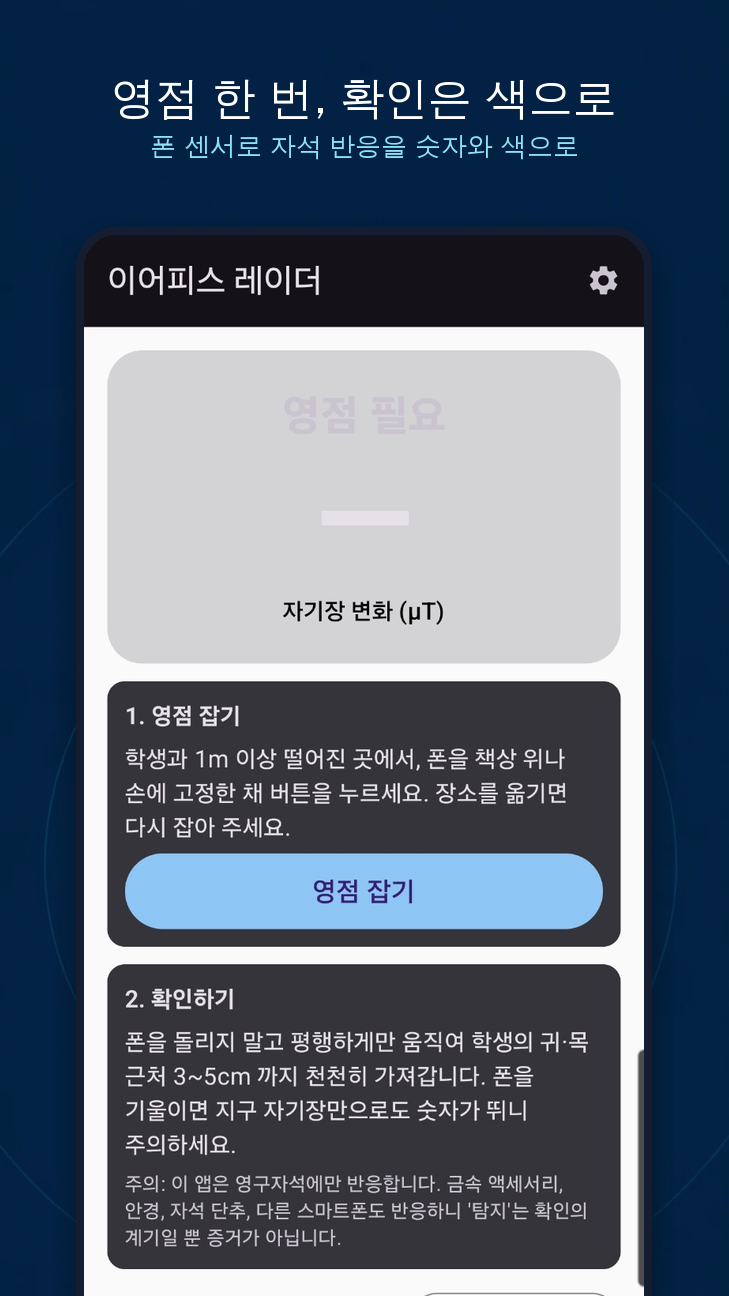 영점 한 번, 확인은 색으로
폰 센서로 자석 반응을 숫자와 색으로
이어피스 레이더
영점 필요
자기장 변화 (µT)
1. 영점 잡기
학생과 1m 이상 떨어진 곳에서, 폰을 책상 위나
손에 고정한 채 버튼을 누르세요. 장소를 옮기면
다시 잡아 주세요.
영점 잡기
2. 확인하기
폰을 돌리지 말고 평행하게만 움직여 학생의 귀·목
근처 3~5cm 까지 천천히 가져갑니다. 폰을
기울이면 지구 자기장만으로도 숫자가 뛰니
주의하세요.
주의: 이 앱은 영구자석에만 반응합니다. 금속 액세서리,
안경, 자석 단추, 다른 스마트폰도 반응하니 '탐지'는 확인의
계기일 뿐 증거가 아닙니다.